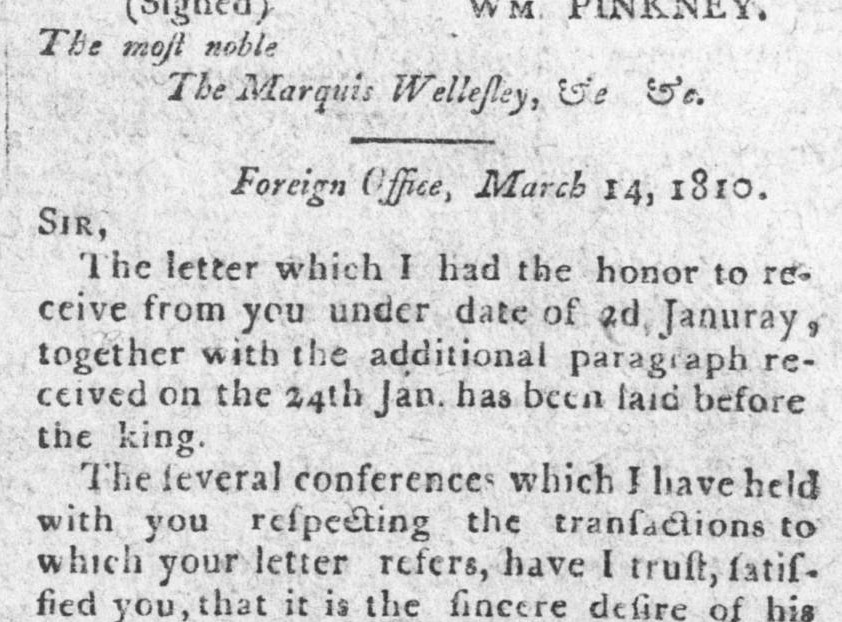 (Signed) WM. PINKNEY.
The moſt noble
The Marquis Welleſley, &e &c.
Foreign Office, March 14, 1810.
SIR,
The letter which I had the honor to re-
ceive from you under date of 2d Januray,
together with the additional paragraph re-
ceived on the 24th Jan. has been laid before
the king.
The ſeveral conferences which I have held
with you reſpecting the tranſactions to
which your letter refers, have I truſt, ſatiſ-
fied you, that it is the ſincere deſire of his